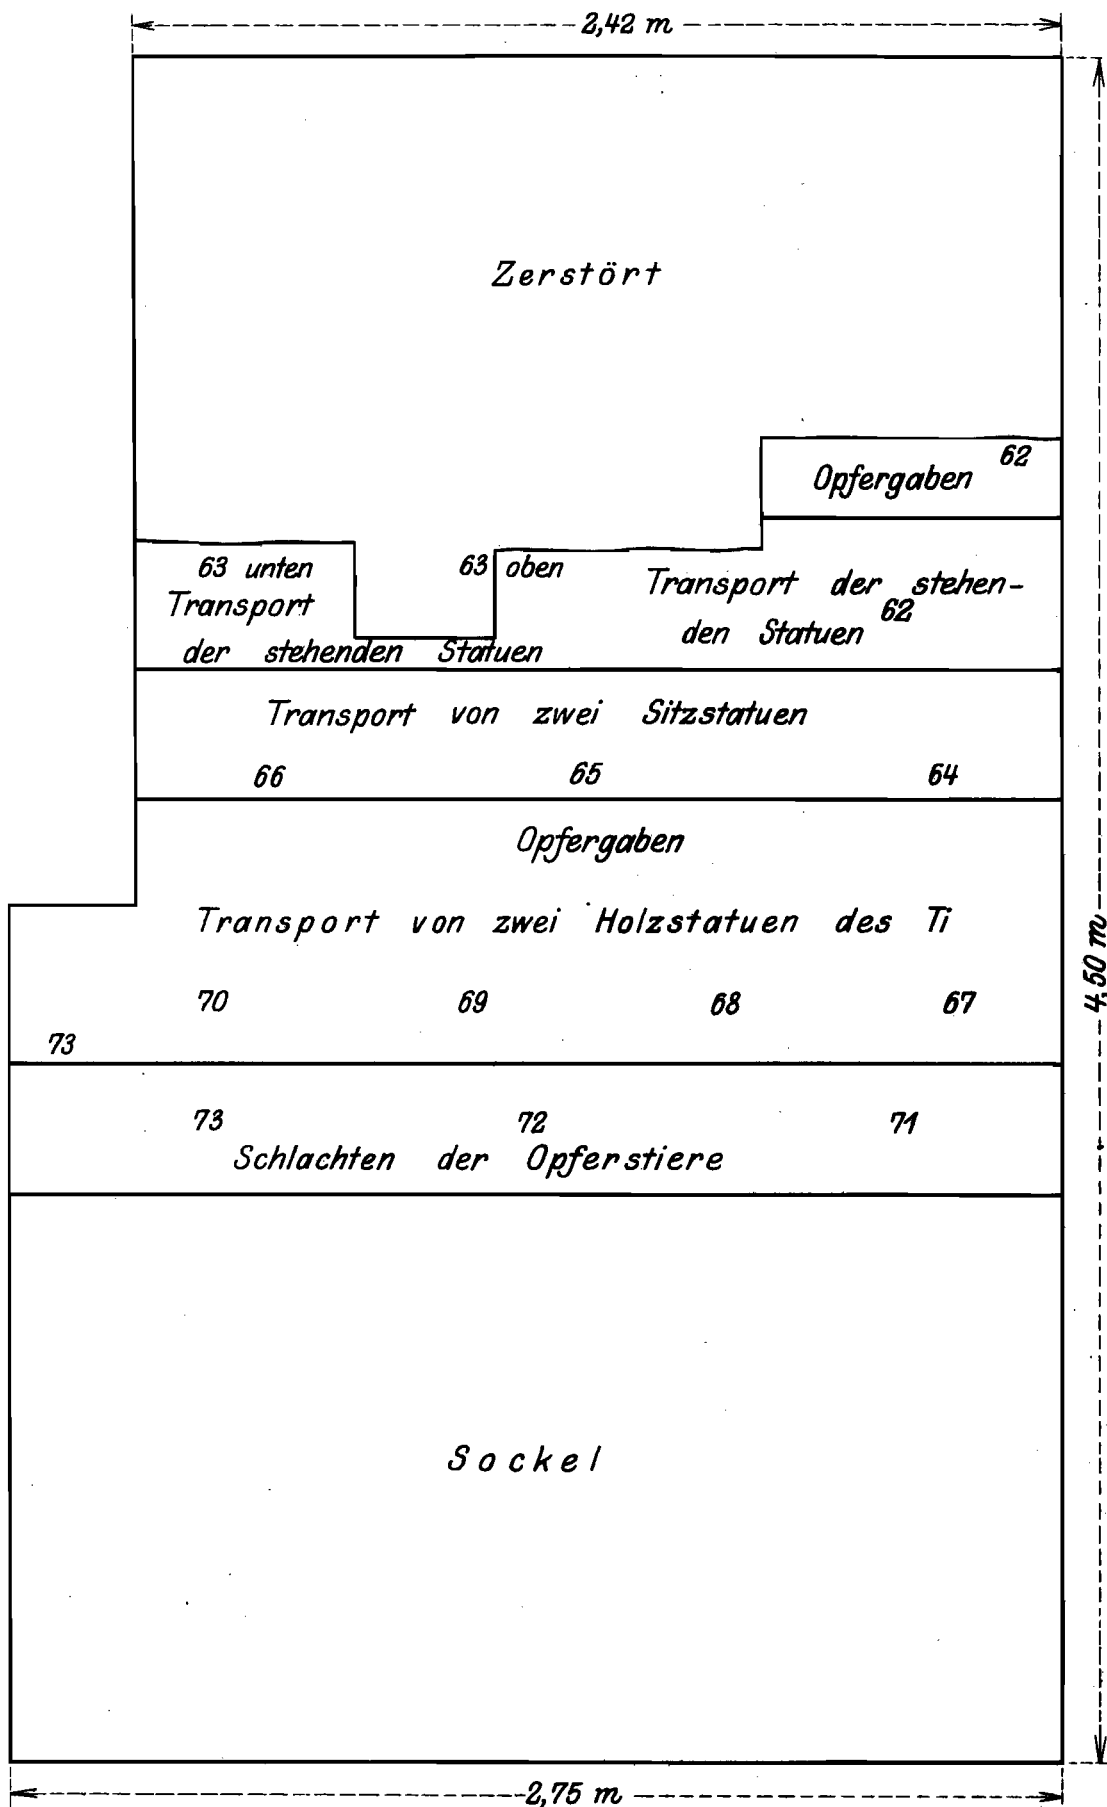 2,42 m
Zerstört
62
Opfergaben
63 unten
63 oben
Transport
der stehenden Statuen
Transport der stehen-
62
den Statuen
Transport von zwei Sitzstatuen
66 65 64
Opfergaben
Transport von zwei Holzstatuen des Ti
70 69 68 67
73
4,50 m
73 72 71
Schlachten der Opferstiere
Sockel
2,75 m